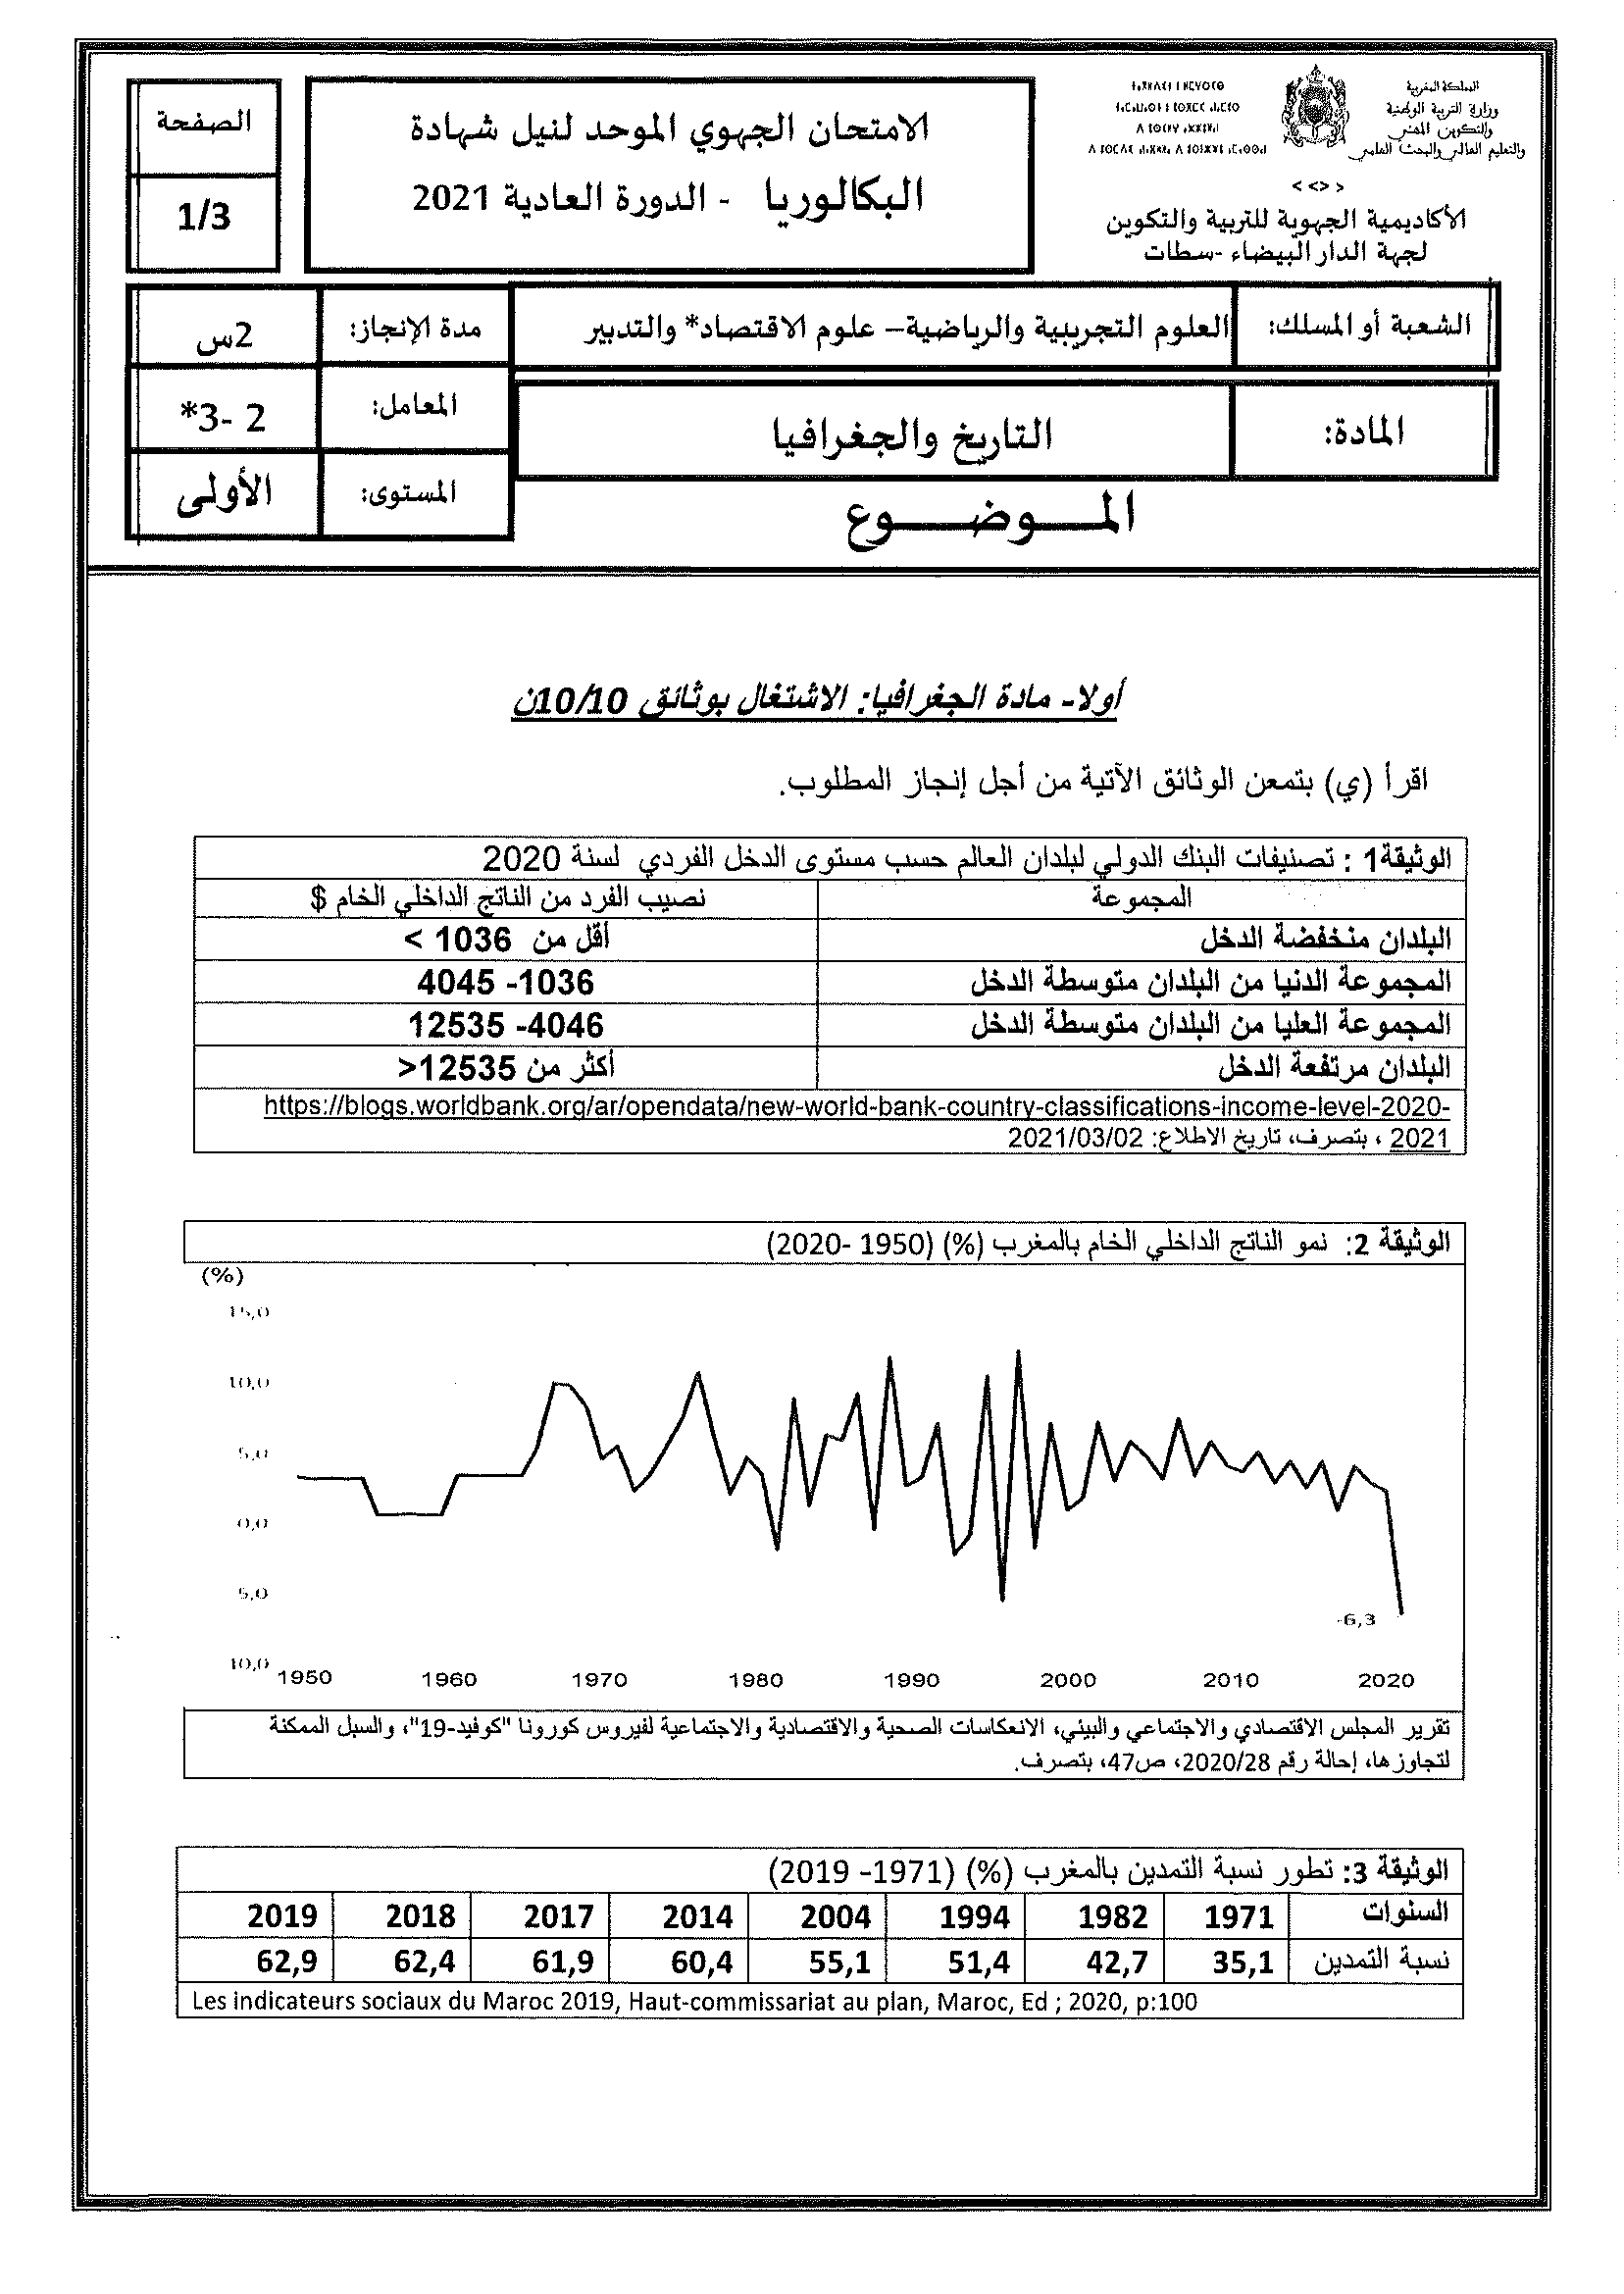 المملكة المغربية
وزارة التربية الوطنية
والتكوين المهني
والتعليم العالي والبحث العلمي
الأكاديمية الجهوية للتربية والتكوين
لجهة الدار البيضاء -سطات
الامتحان الجهوي الموحد لنيل شهادة
البكالوريا - الدورة العادية 2021
الصفحة
1/3
الشعبة أو المسلك:
العلوم التجريبية والرياضية– علوم الاقتصاد* والتدبير
مدة الإنجاز:
2س
المادة:
التاريخ والجغرافيا
المعامل:
2 -3*
المستوى:
الأولى
المــــوضـــــوع
أولا- مادة الجغرافيا: الاشتغال بوثائق 10/10ن
اقرأ (ي) بتمعن الوثائق الآتية من أجل إنجاز المطلوب.
الوثيقة1 : تصنيفات البنك الدولي لبلدان العالم حسب مستوى الدخل الفردي لسنة 2020
المجموعة
نصيب الفرد من الناتج الداخلي الخام $
البلدان منخفضة الدخل
أقل من 1036 >
المجموعة الدنيا من البلدان متوسطة الدخل
1036- 4045
المجموعة العليا من البلدان متوسطة الدخل
4046- 12535
البلدان مرتفعة الدخل
أكثر من 12535<
https://blogs.worldbank.org/ar/opendata/new-world-bank-country-classifications-income-level-2020-
2021 ، بتصرف، تاريخ الاطلاع: 2021/03/02
الوثيقة 2: نمو الناتج الداخلي الخام بالمغرب (%) (1950 -2020)
(%)
15,0
10,0
5,0
0,0
5,0
-6,3
10,0
1950 1960 1970 1980 1990 2000 2010 2020
تقرير المجلس الاقتصادي والاجتماعي والبيئي، الانعكاسات الصحية والاقتصادية والاجتماعية لفيروس كورونا "كوفيد-19"، والسبل الممكنة
لتجاوزها، إحالة رقم 2020/28، ص47، بتصرف.
الوثيقة 3: تطور نسبة التمدين بالمغرب (%) (1971- 2019)
السنوات 1971 1982 1994 2004 2014 2017 2018 2019
نسبة التمدين 35,1 42,7 51,4 55,1 60,4 61,9 62,4 62,9
Les indicateurs sociaux du Maroc 2019, Haut-commissariat au plan, Maroc, Ed ; 2020, p:100